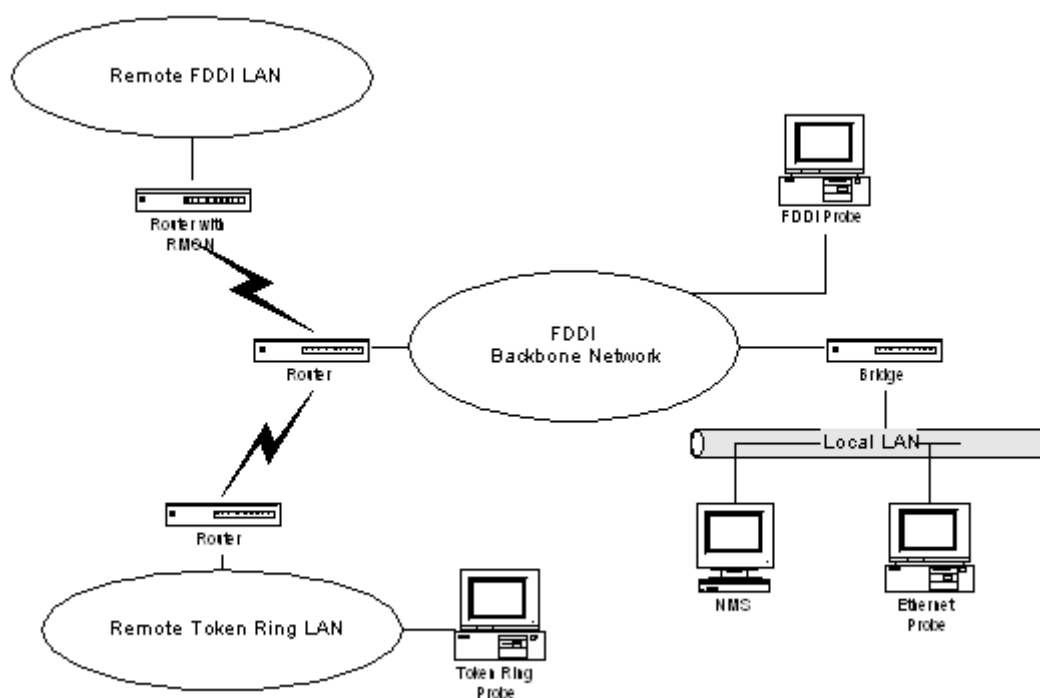 Remote FDDI LAN
Router with
RMON
FDDI Probe
FDDI
Backbone Network
Router
Bridge
Local LAN
Router
NMS
Ethernet
Probe
Remote Token Ring LAN
Token Ring
Probe